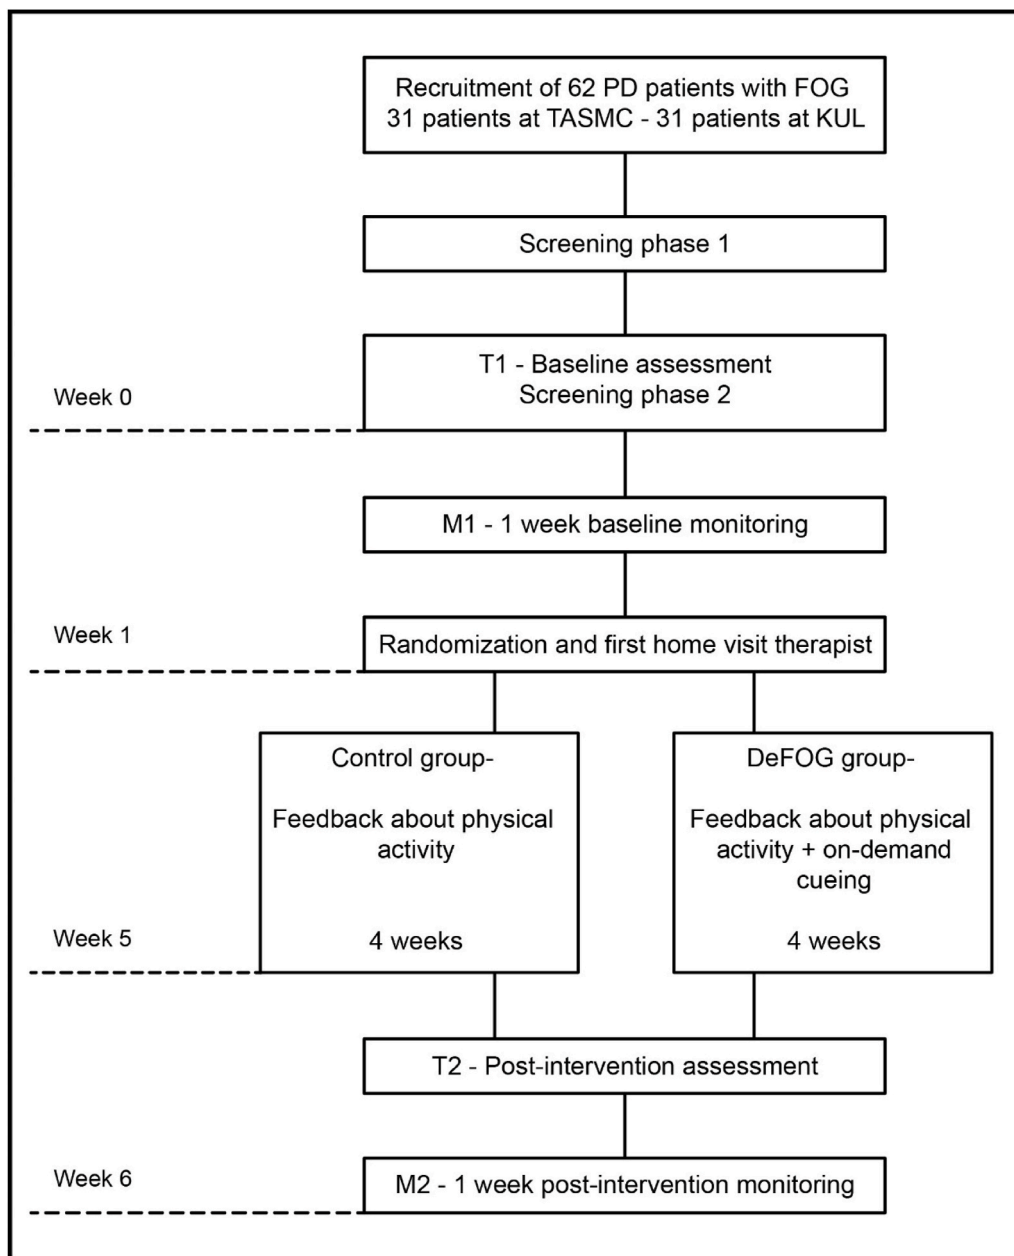 Recruitment of 62 PD patients with FOG
31 patients at TASMC - 31 patients at KUL
Screening phase 1
T1 - Baseline assessment
Screening phase 2
Week 0
M1 - 1 week baseline monitoring
Week 1
Randomization and first home visit therapist
Control group-
Feedback about physical
activity
4 weeks
DeFOG group-
Feedback about physical
activity + on-demand
cueing
4 weeks
Week 5
T2 - Post-intervention assessment
Week 6
M2 - 1 week post-intervention monitoring